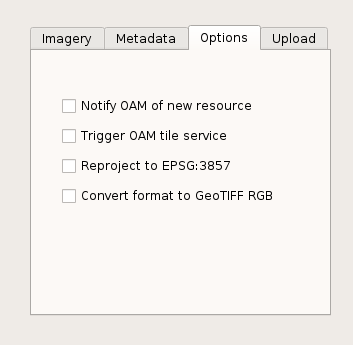 Imagery Metadata Options Upload
Notify OAM of new resource
Trigger OAM tile service
Reproject to EPSG:3857
Convert format to GeoTIFF RGB